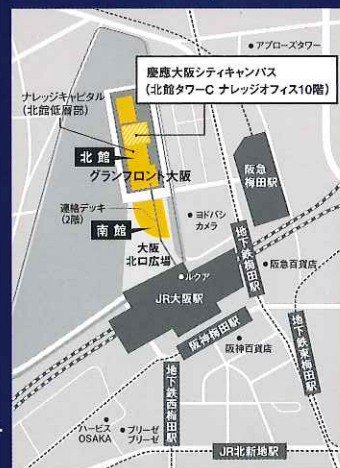 アプローズタワー
慶應大阪シティキャンパス
(北館タワーC ナレッジオフィス10階)
ナレッジキャピタル
(北館低層部)
北館
グランフロント大阪
阪急
梅田駅
連絡デッキ
(2階)
南館
ヨドバシ
カメラ
大阪
北口広場
地下鉄梅田駅
ルクア
阪急百貨店
JR大阪駅
阪神梅田駅
阪神百貨店
地下鉄東梅田駅
地下鉄西梅田駅
ハービス
OSAKA
ブリーゼ
ブリーゼ
JR北新地駅